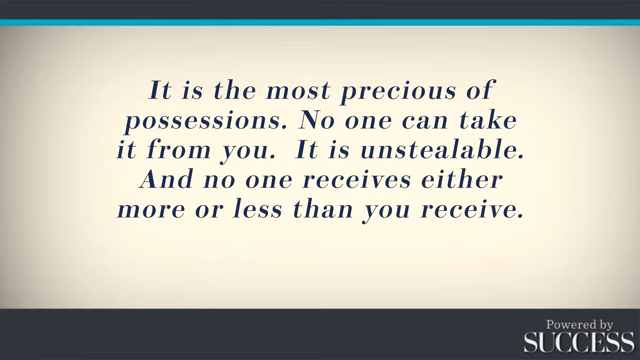 It is the most precious of
possessions. No one can take
it from you. It is unstealable.
And no one receives either
more or less than you receive.
Powered by
SUCCESS